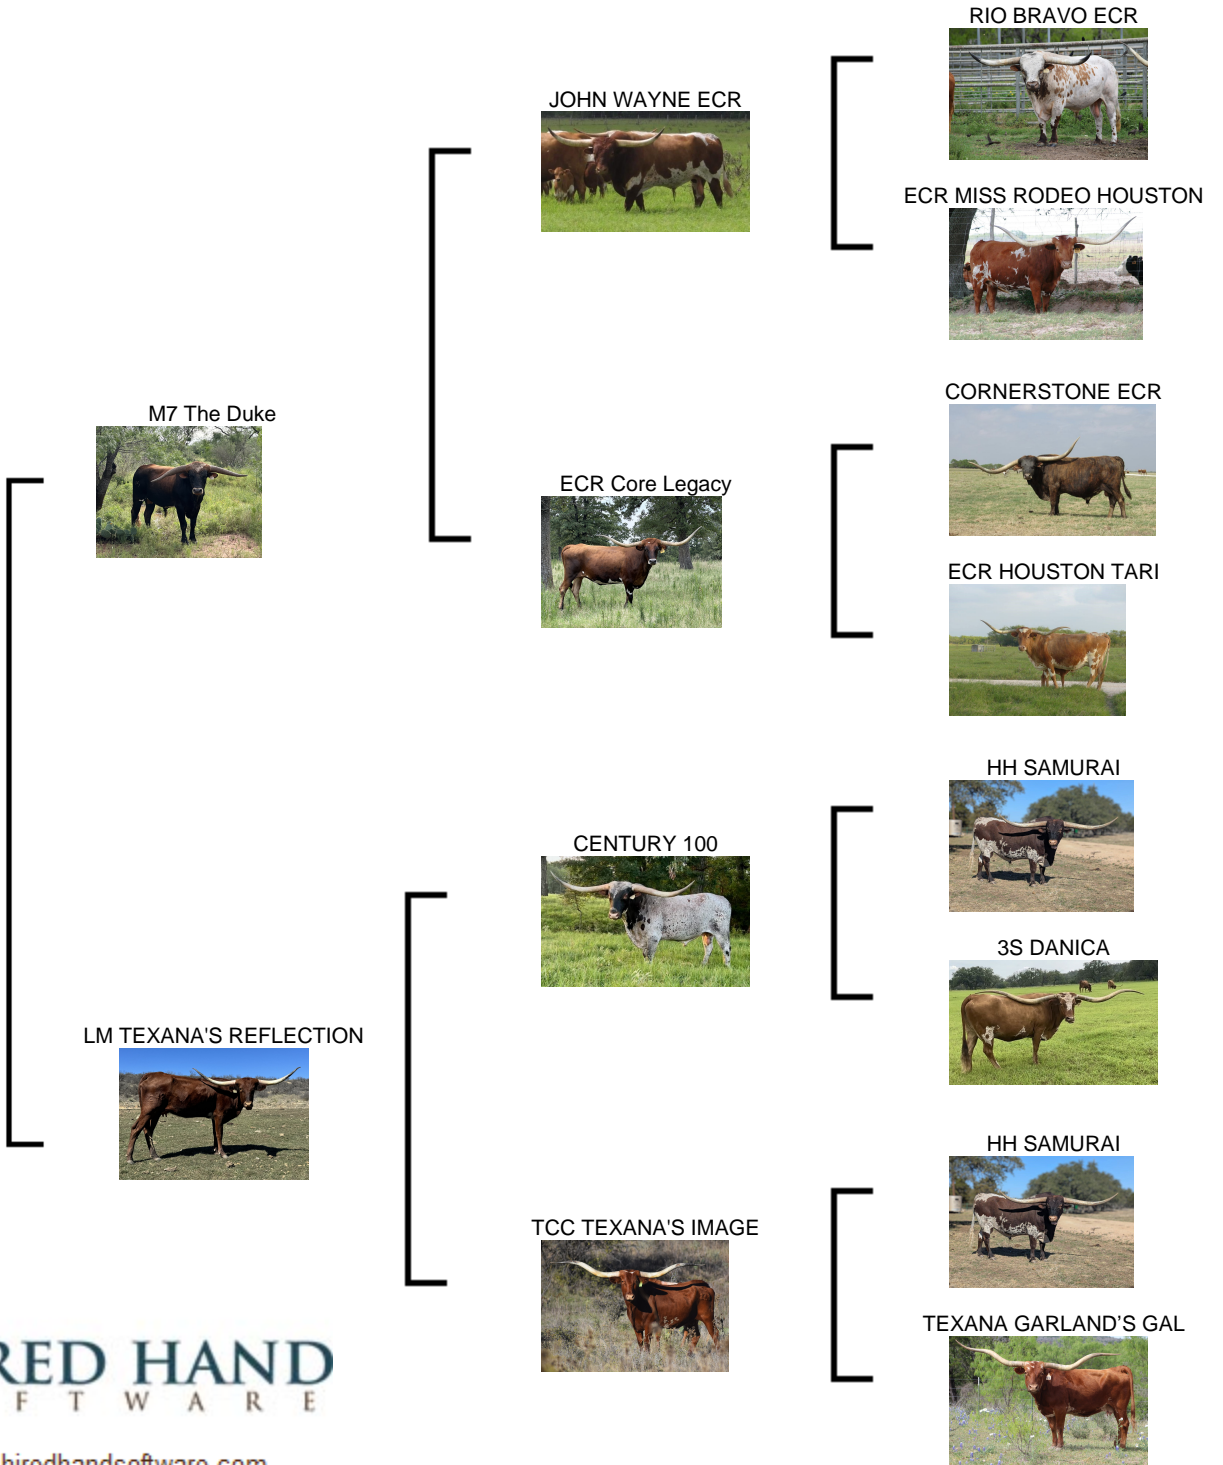 RIO BRAVO ECR
JOHN WAYNE ECR
ECR MISS RODEO HOUSTON
CORNERSTONE ECR
M7 The Duke
ECR Core Legacy
ECR HOUSTON TARI
HH SAMURAI
CENTURY 100
3S DANICA
LM TEXANA'S REFLECTION
HH SAMURAI
TCC TEXANA'S IMAGE
TEXANA GARLAND’S GAL
RED HAND
F T W A R E
hiredhandsoftware.com